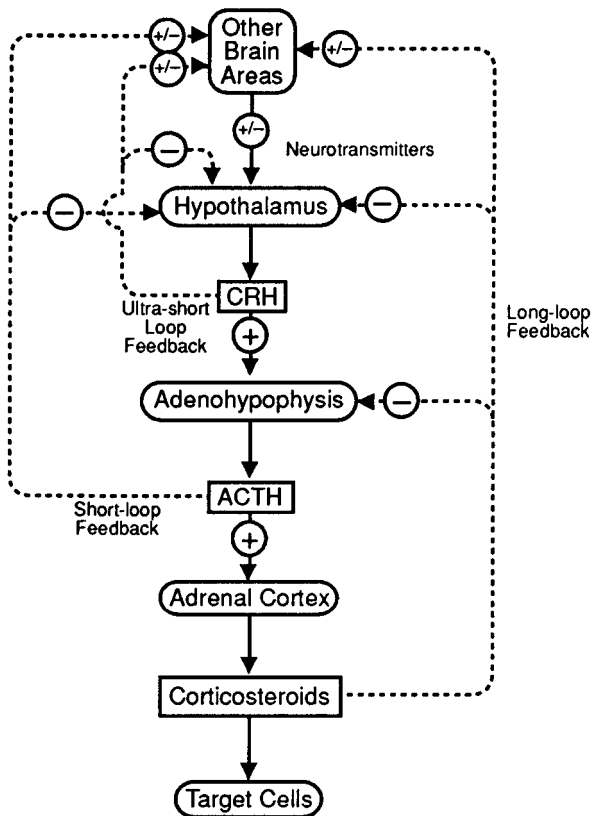 Other
Brain
Areas
+/−
+/−
+/−
+/−
Neurotransmitters
−
Hypothalamus
−
−
CRH
Ultra-short
Loop
Feedback
+
Long-loop
Feedback
Adenohypophysis
−
ACTH
Short-loop
Feedback
+
Adrenal Cortex
Corticosteroids
Target Cells